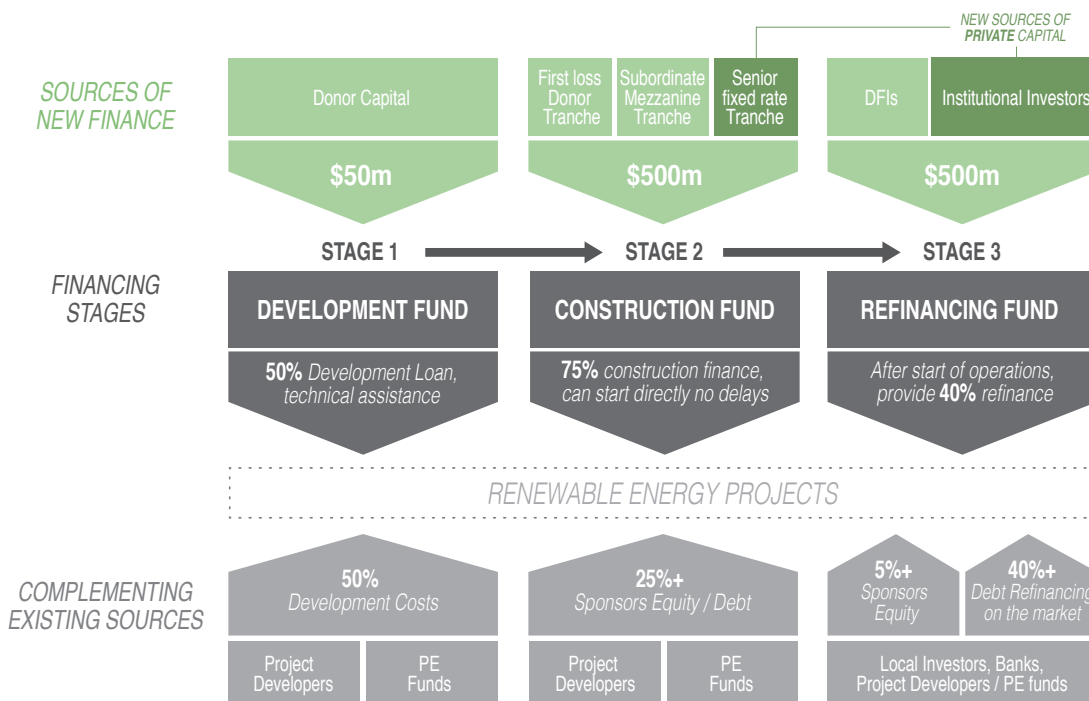 NEW SOURCES OF
PRIVATE CAPITAL
SOURCES OF
NEW FINANCE
Donor Capital
First loss
Donor
Tranche
Subordinate
Mezzanine
Tranche
Senior
fixed rate
Tranche
DFIs
Institutional Investors
$50m
$500m
$500m
STAGE 1
STAGE 2
STAGE 3
FINANCING
STAGES
DEVELOPMENT FUND
CONSTRUCTION FUND
REFINANCING FUND
50% Development Loan,
technical assistance
75% construction finance,
can start directly no delays
After start of operations,
provide 40% refinance
RENEWABLE ENERGY PROJECTS
COMPLEMENTING
EXISTING SOURCES
50%
Development Costs
25%+
Sponsors Equity / Debt
5%+
Sponsors
Equity
40%+
Debt Refinancing
on the market
Project
Developers
PE
Funds
Project
Developers
PE
Funds
Local Investors, Banks,
Project Developers / PE funds